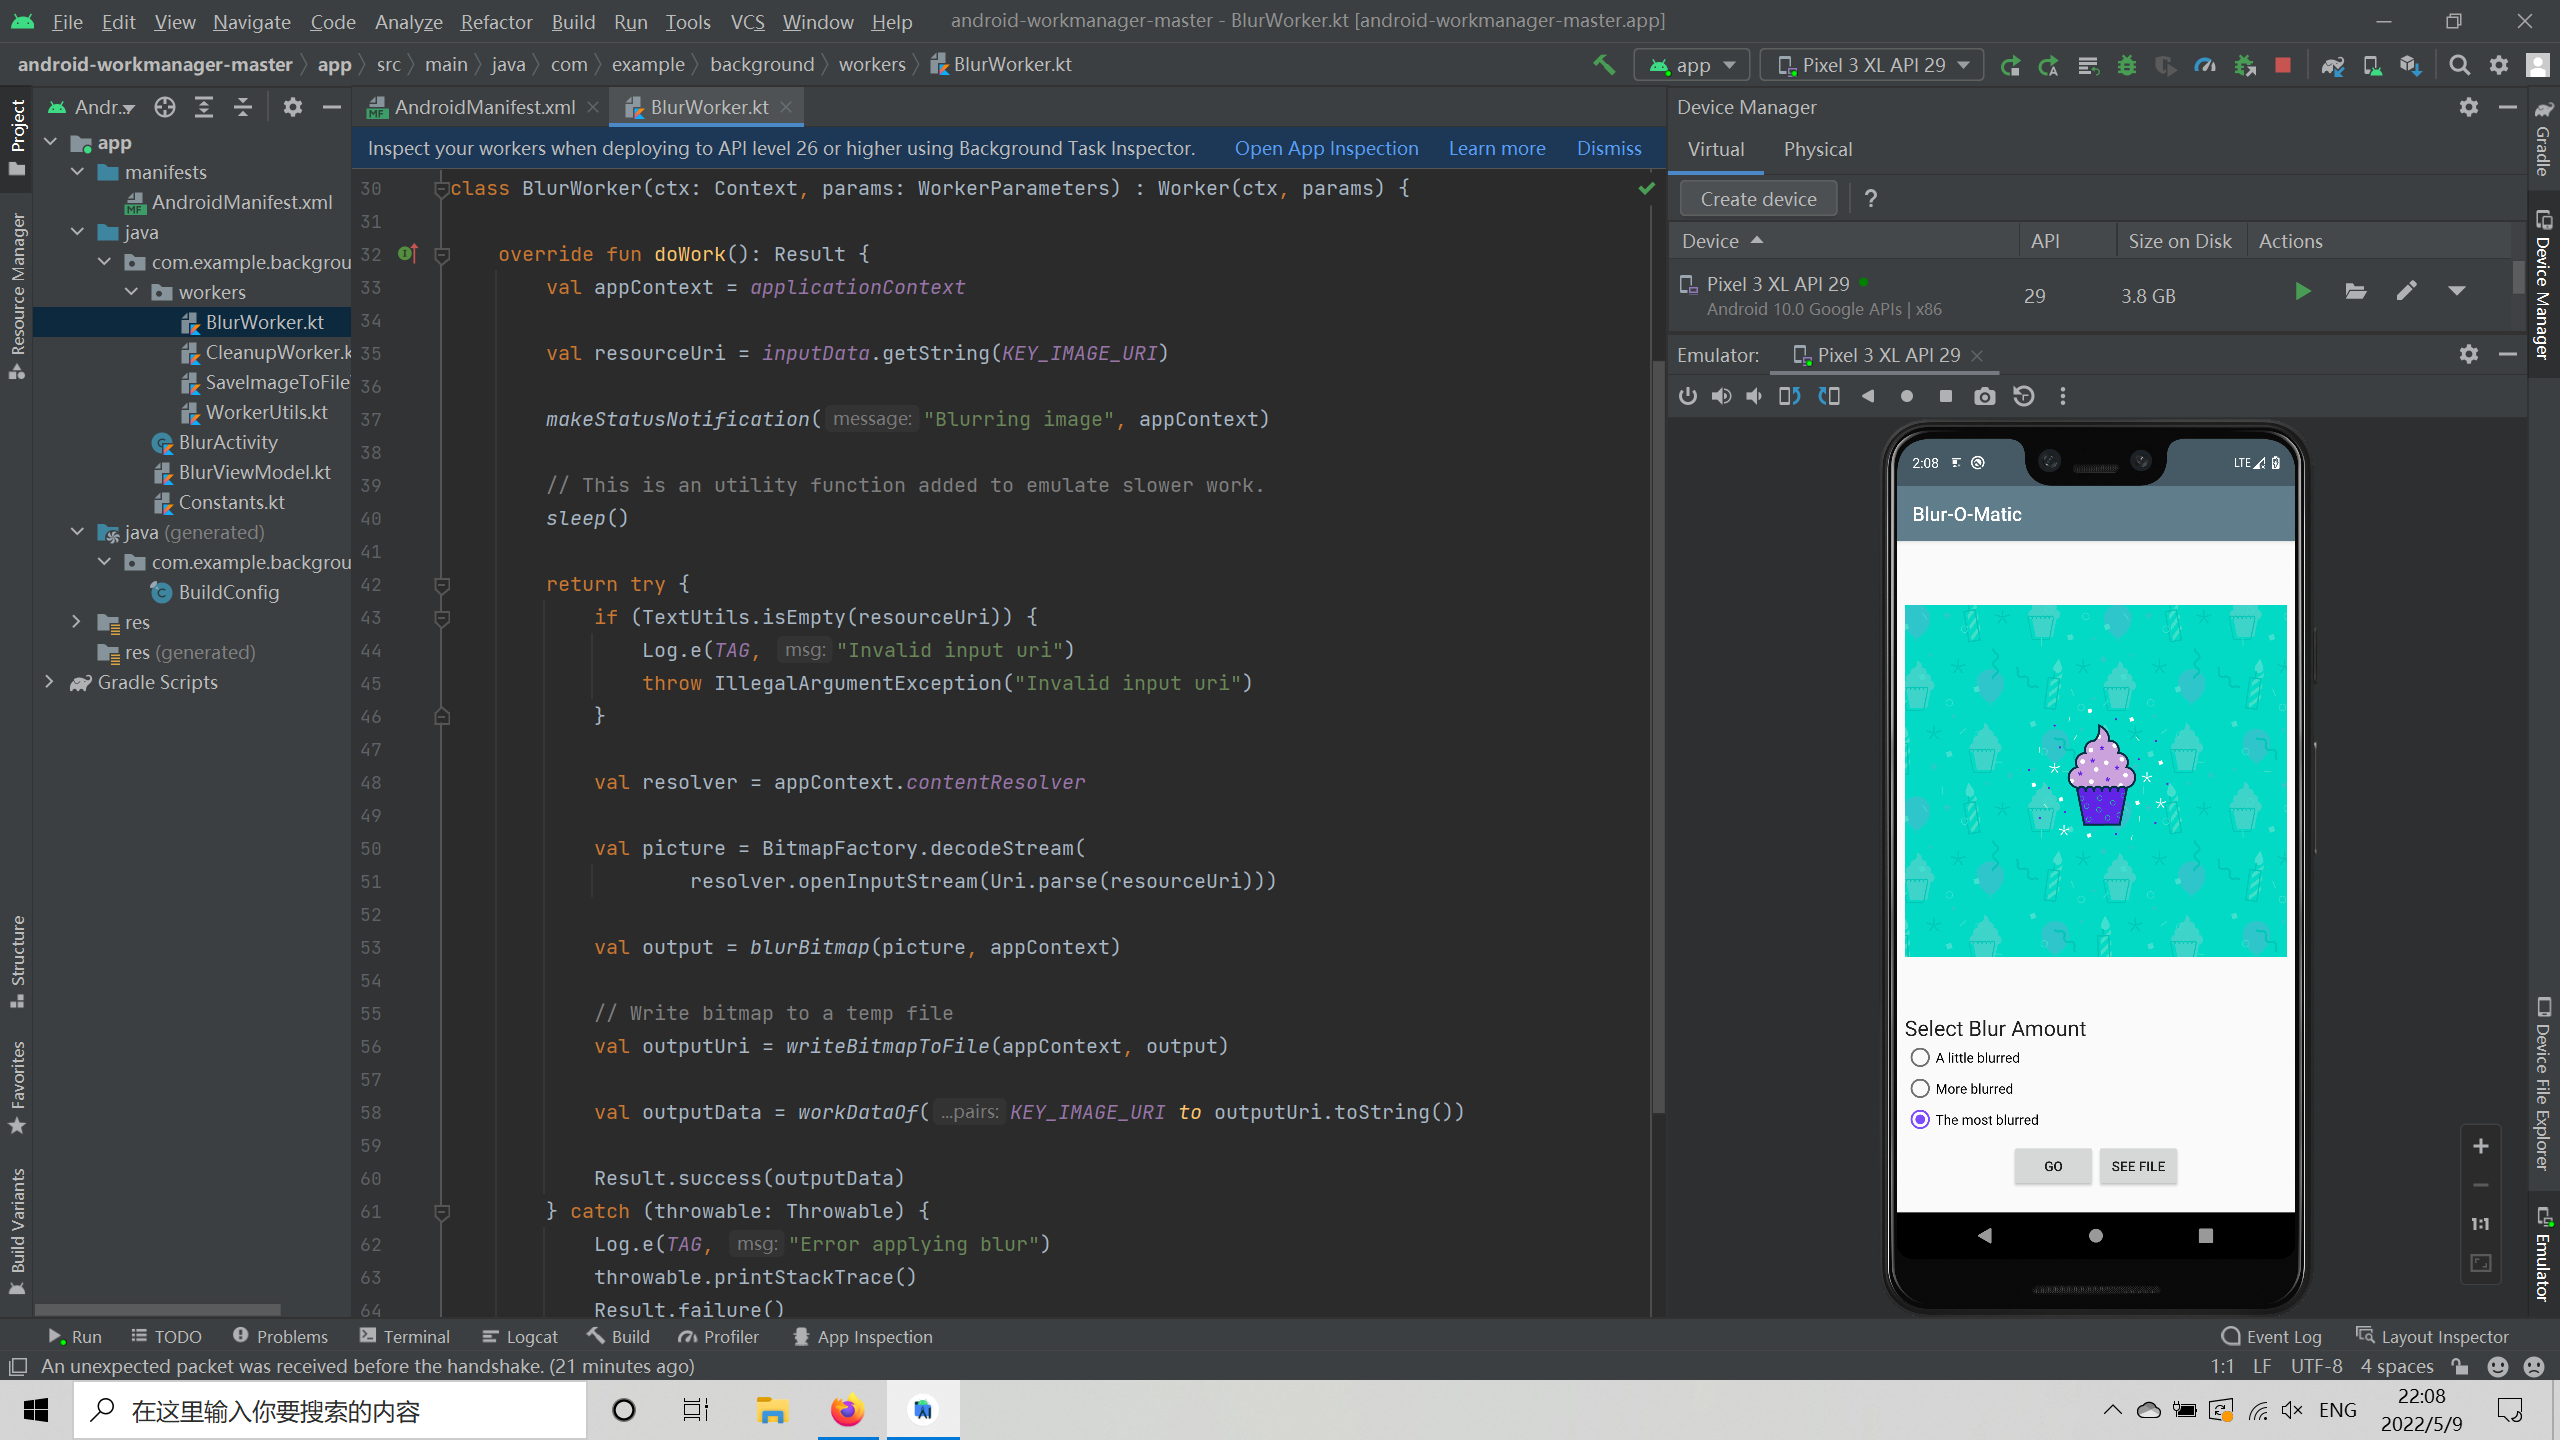 File Edit View Navigate Code Analyze Refactor Build Run Tools VCS Window Help android-workmanager-master - BlurWorker.kt [android-workmanager-master.app]
android-workmanager-master app src main java com example background workers BlurWorker.kt app Pixel 3 XL API 29
Project
Resource Manager
Structure
Favorites
Build Variants
Andr...
app
manifests
AndroidManifest.xml
java
com.example.backgrou
workers
BlurWorker.kt
CleanupWorker.k
SaveImageToFile
WorkerUtils.kt
BlurActivity
BlurViewModel.kt
Constants.kt
java (generated)
com.example.backgrou
BuildConfig
res
res (generated)
Gradle Scripts
AndroidManifest.xml BlurWorker.kt
Inspect your workers when deploying to API level 26 or higher using Background Task Inspector. Open App Inspection Learn more Dismiss
30 class BlurWorker(ctx: Context, params: WorkerParameters) : Worker(ctx, params) {
31
32 override fun doWork(): Result {
33 val appContext = applicationContext
34
35 val resourceUri = inputData.getString(KEY_IMAGE_URI)
36
37 makeStatusNotification( message: "Blurring image", appContext)
38
39 // This is an utility function added to emulate slower work.
40 sleep()
41
42 return try {
43 if (TextUtils.isEmpty(resourceUri)) {
44 Log.e(TAG, msg: "Invalid input uri")
45 throw IllegalArgumentException("Invalid input uri")
46 }
47
48 val resolver = appContext.contentResolver
49
50 val picture = BitmapFactory.decodeStream(
51 resolver.openInputStream(Uri.parse(resourceUri)))
52
53 val output = blurBitmap(picture, appContext)
54
55 // Write bitmap to a temp file
56 val outputUri = writeBitmapToFile(appContext, output)
57
58 val outputData = workDataOf( ...pairs: KEY_IMAGE_URI to outputUri.toString())
59
60 Result.success(outputData)
61 } catch (throwable: Throwable) {
62 Log.e(TAG, msg: "Error applying blur")
63 throwable.printStackTrace()
64 Result.failure()
Device Manager
Virtual Physical
Create device ?
Device API Size on Disk Actions
Pixel 3 XL API 29 29 3.8 GB
Android 10.0 Google APIs | x86
Emulator: Pixel 3 XL API 29
2:08 LTE
Blur-O-Matic
Select Blur Amount
A little blurred
More blurred
The most blurred
GO SEE FILE
1:1
Gradle
Device Manager
Device File Explorer
Emulator
Run TODO Problems Terminal Logcat Build Profiler App Inspection Event Log Layout Inspector
An unexpected packet was received before the handshake. (21 minutes ago) 1:1 LF UTF-8 4 spaces
在这里输入你要搜索的内容 ENG 22:08
2022/5/9